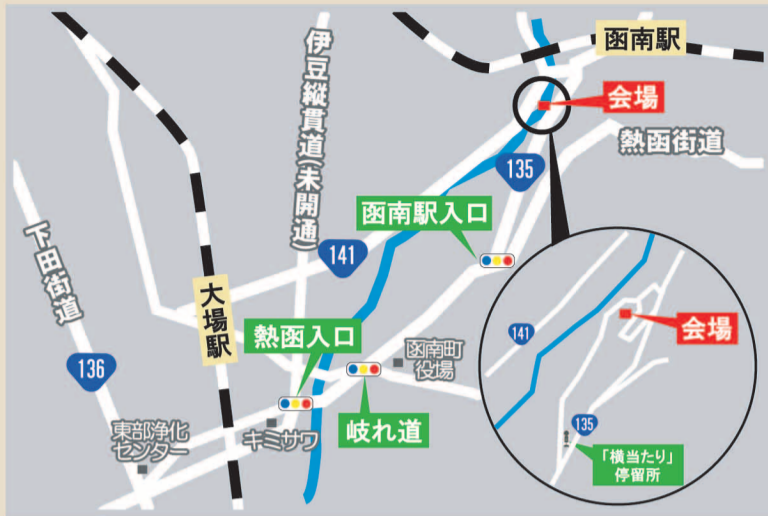 函南駅
会場
熱函街道
伊豆縦貫道(未開通)
135
函南駅入口
141
下田街道
大場駅
熱函入口
136
函南町
役場
岐れ道
キミサワ
東部浄化
センター
141
会場
135
「横当たり」
停留所